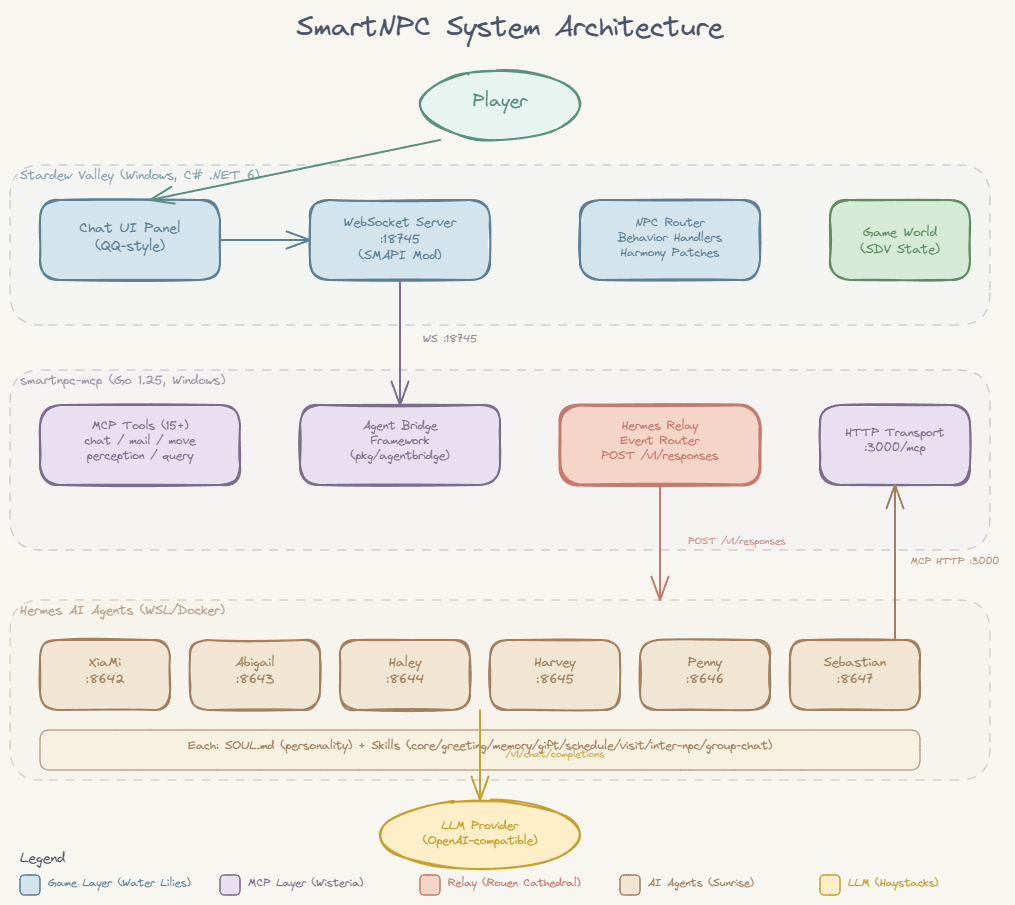 SmartNPC System Architecture
Player
Stardew Valley (Windows, C# .NET 6)
Chat UI Panel
(QQ-style)
WebSocket Server
:18745
(SMAPI Mod)
NPC Router
Behavior Handlers
Harmony Patches
Game World
(SDV State)
WS :18745
smartnpc-mcp (Go 1.25, Windows)
MCP Tools (15+)
chat / mail / move
perception / query
Agent Bridge
Framework
(pkg/agentbridge)
Hermes Relay
Event Router
POST /v1/responses
HTTP Transport
:3000/mcp
POST /v1/responses
MCP HTTP :3000
Hermes AI Agents (WSL/Docker)
XiaMi
:8642
Abigail
:8643
Haley
:8644
Harvey
:8645
Penny
:8646
Sebastian
:8647
Each: SOUL.md (personality) + Skills (core/greeting/memory/gift/schedule/visit/inter-npc/group-chat)
/v1/chat/completions
LLM Provider
(OpenAI-compatible)
Legend
Game Layer (Water Lilies)
MCP Layer (Wisteria)
Relay (Rouen Cathedral)
AI Agents (Sunrise)
LLM (Haystacks)